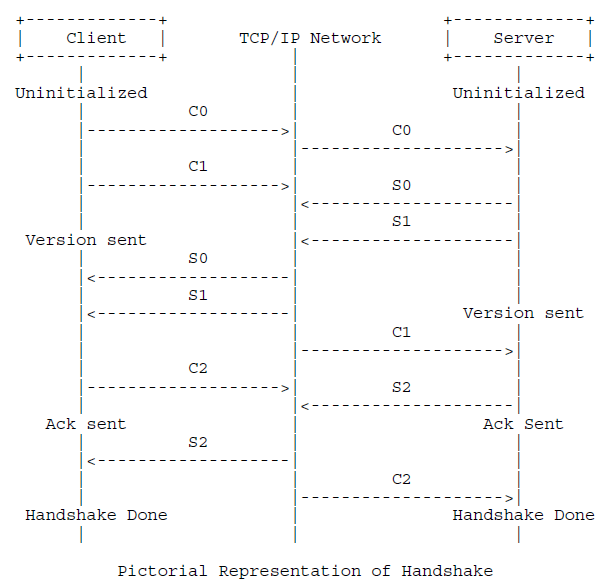 Client TCP/IP Network Server
Uninitialized Uninitialized
C0
C0
C1
S0
S1
Version sent
S0
S1
Version sent
C1
C2
S2
Ack sent Ack Sent
S2
C2
Handshake Done Handshake Done
Pictorial Representation of Handshake